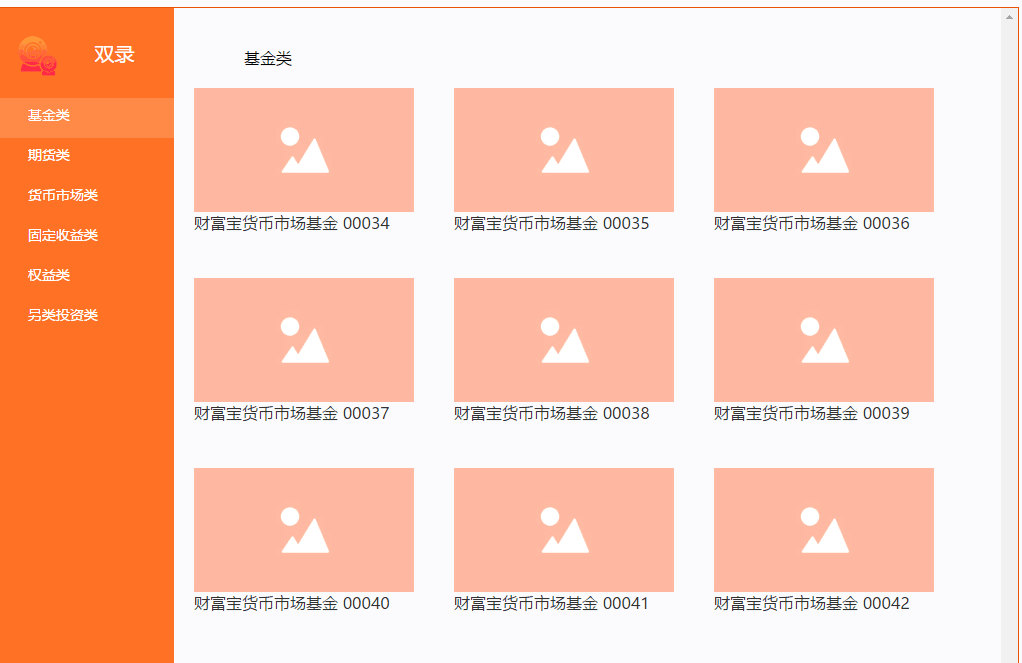 双录
基金类
期货类
货币市场类
固定收益类
权益类
另类投资类
基金类
财富宝货币市场基金 00034
财富宝货币市场基金 00035
财富宝货币市场基金 00036
财富宝货币市场基金 00037
财富宝货币市场基金 00038
财富宝货币市场基金 00039
财富宝货币市场基金 00040
财富宝货币市场基金 00041
财富宝货币市场基金 00042